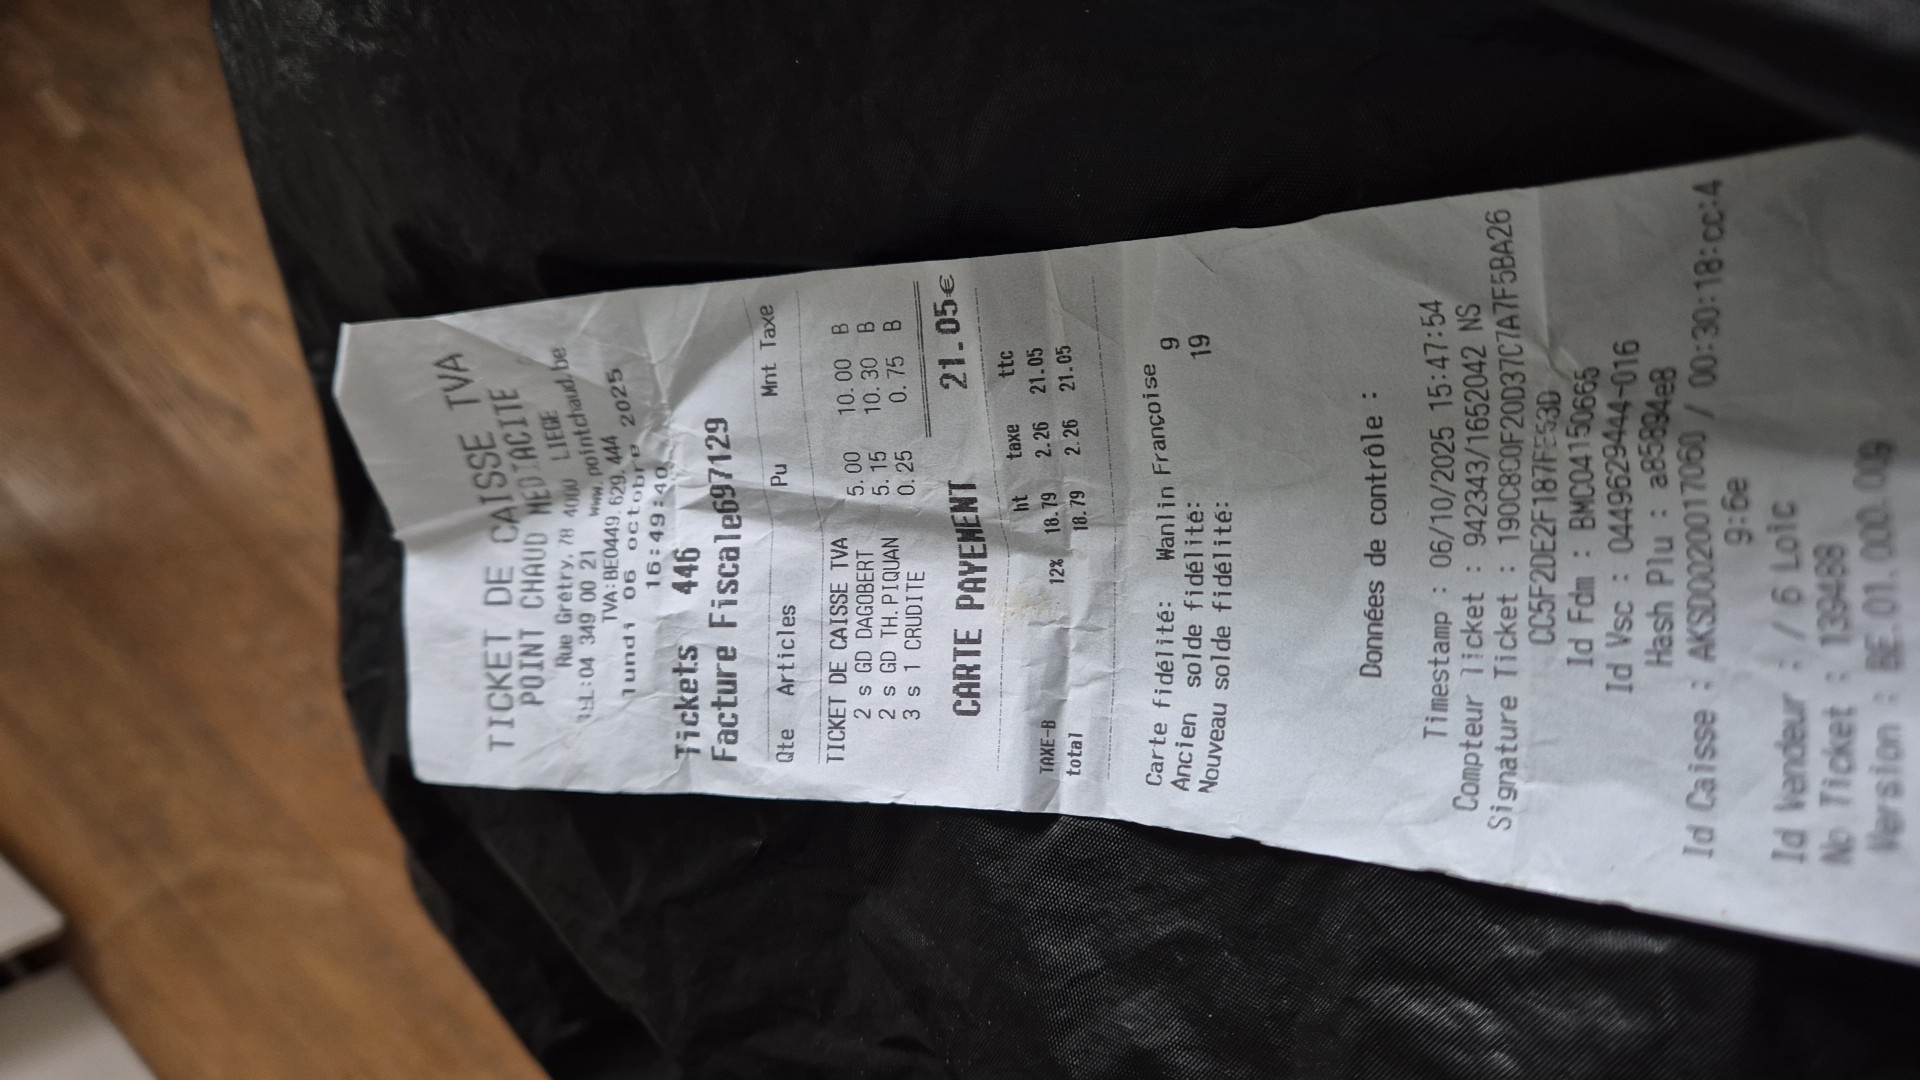 TICKET DE CAISSE TVA
POINT CHAUD MEDIACITE
Rue Grétry, 78 4000 LIEGE
TEL:04 349 00 21 www.pointchaud.be
TVA:BE0449.629.444
lundi 06 octobre 2025
16:49:40
Tickets 446
Facture Fiscale697129
Qte Articles Pu Mnt Taxe
TICKET DE CAISSE TVA
2 s GD DAGOBERT 5.00 10.00 B
2 s GD TH.PIQUAN 5.15 10.30 B
3 s 1 CRUDITE 0.25 0.75 B
CARTE PAYEMENT 21.05€
ht taxe ttc
TAXE-B 12% 18.79 2.26 21.05
total 18.79 2.26 21.05
Carte fidélité: Wanlin Françoise
Ancien solde fidélité: 9
Nouveau solde fidélité: 19
Données de contrôle :
Timestamp : 06/10/2025 15:47:54
Compteur Ticket : 942343/1652042 NS
Signature Ticket : 190C8C0F20D37C7A7F5BA26
CC5F2DE2F187FE53D
Id Fdm : BMC04150665
Id Vsc : 0449629444-016
Hash Plu : a85894e8
Id Caisse : AKSD0020017060 / 00:30:18:cc:4
9:6e
Id Vendeur : / 6 Loic
No Ticket : 139488
Version : BE.01.000.009